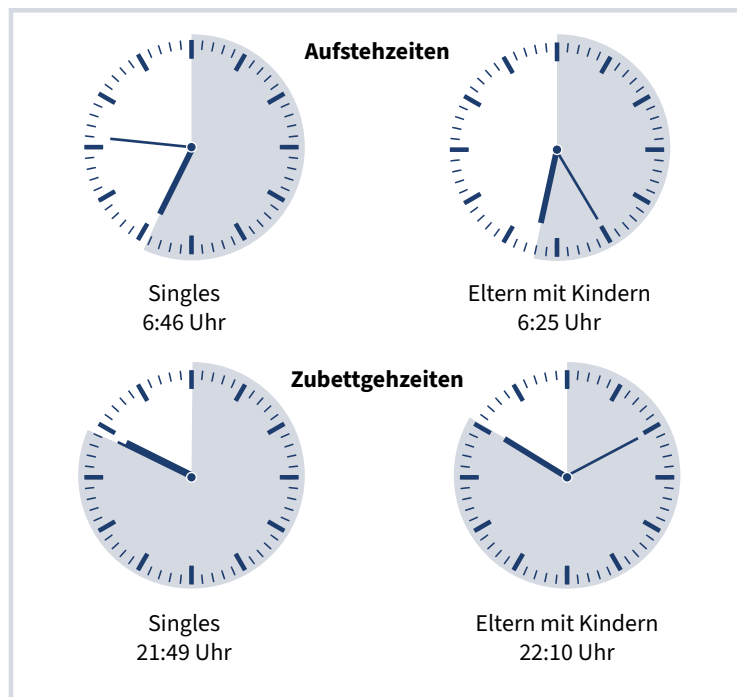 Aufstehzeiten
Singles
6:46 Uhr
Eltern mit Kindern
6:25 Uhr
Zubettgehzeiten
Singles
21:49 Uhr
Eltern mit Kindern
22:10 Uhr